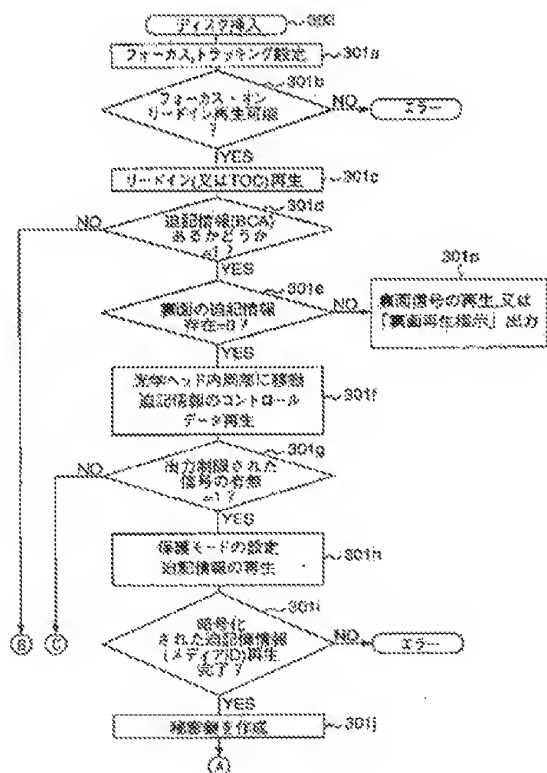 ディスク挿入
300
フォーカス,トラッキング設定
301a
301b
フォーカス・オン
リードイン再生可能
?
NO
エラー
YES
リードイン(又はTOC)再生
301c
301d
NO
追記情報(BCA)
あるかどうか
=1 ?
YES
301e
301p
裏面の追記情報
存在=0 ?
NO
裏面信号の再生,又は
「裏面再生指示」出力
YES
光学ヘッド内周部に移動
追記情報のコントロール
データ再生
301f
301g
NO
出力制限された
信号の有無
=1 ?
YES
保護モードの設定
追記情報の再生
301h
301i
暗号化
された追記情報
(メディアID)再生
完了?
NO
エラー
B
C
YES
秘密鍵を作成
301j
A